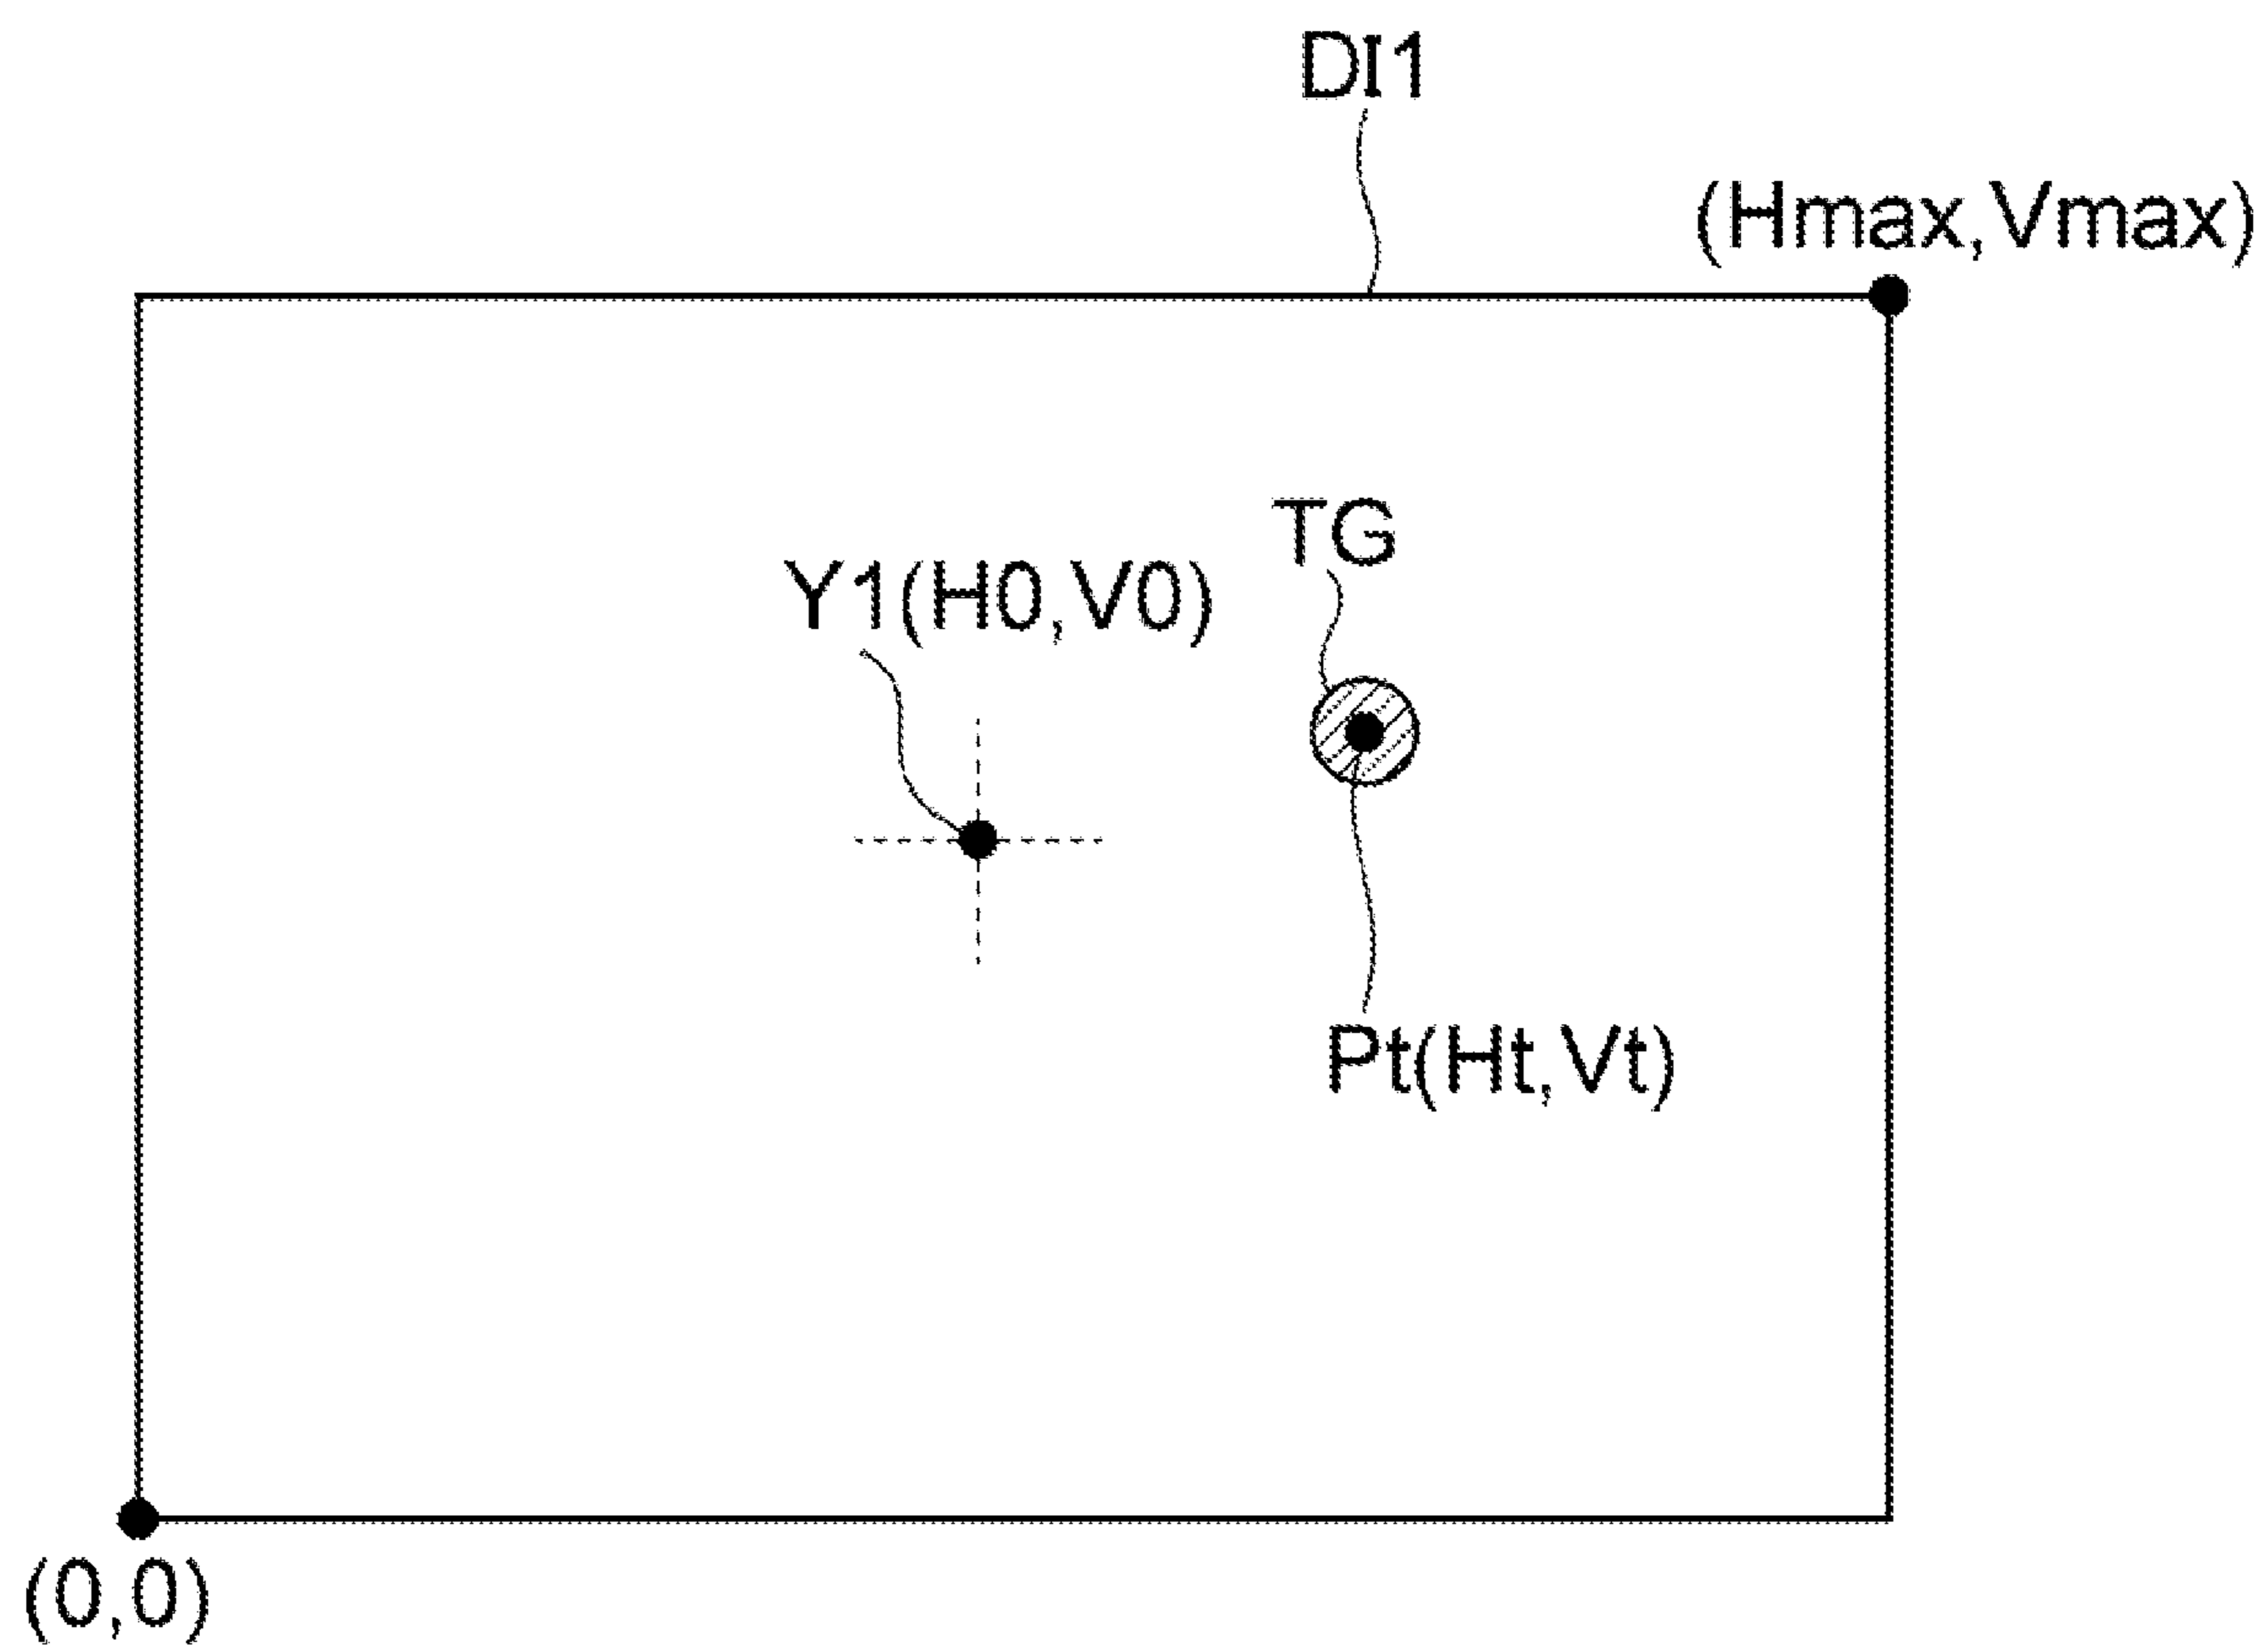 DI1
(Hmax,Vmax)
TG
Y1(H0,V0)
Pt(Ht,Vt)
(0,0)